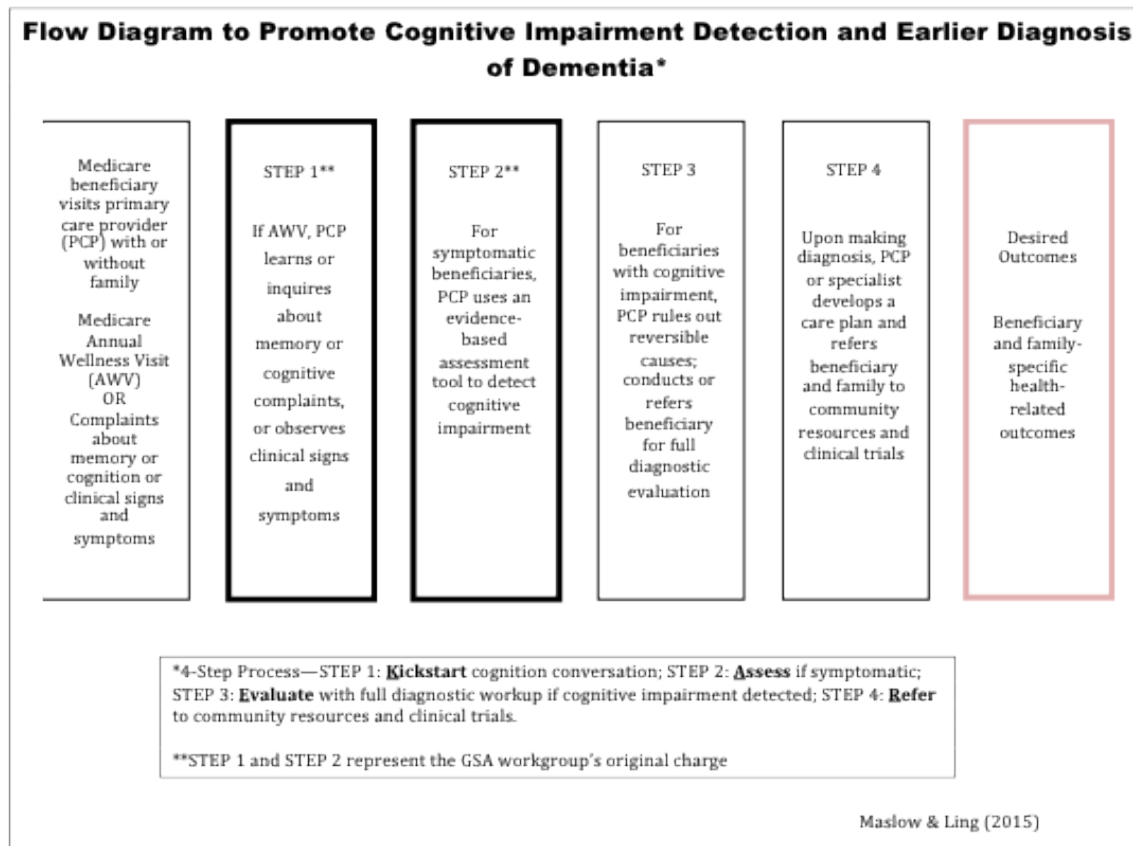 Flow Diagram to Promote Cognitive Impairment Detection and Earlier Diagnosis
of Dementia*
Medicare
beneficiary
visits primary
care provider
(PCP) with or
without
family
Medicare
Annual
Wellness Visit
(AWV)
OR
Complaints
about
memory or
cognition or
clinical signs
and
symptoms
STEP 1**
If AWV, PCP
learns or
inquires
about
memory or
cognitive
complaints,
or observes
clinical signs
and
symptoms
STEP 2**
For
symptomatic
beneficiaries,
PCP uses an
evidence-
based
assessment
tool to detect
cognitive
impairment
STEP 3
For
beneficiaries
with cognitive
impairment,
PCP rules out
reversible
causes;
conducts or
refers
beneficiary
for full
diagnostic
evaluation
STEP 4
Upon making
diagnosis, PCP
or specialist
develops a
care plan and
refers
beneficiary
and family to
community
resources and
clinical trials
Desired
Outcomes
Beneficiary
and family-
specific
health-
related
outcomes
*4-Step Process—STEP 1: Kickstart cognition conversation; STEP 2: Assess if symptomatic;
STEP 3: Evaluate with full diagnostic workup if cognitive impairment detected; STEP 4: Refer
to community resources and clinical trials.
**STEP 1 and STEP 2 represent the GSA workgroup's original charge
Maslow & Ling (2015)